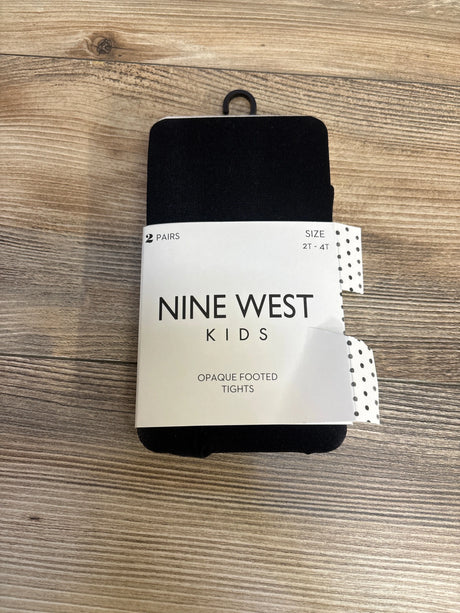 2 PAIRS
SIZE
2T - 4T
NINE WEST
KIDS
OPAQUE FOOTED
TIGHTS